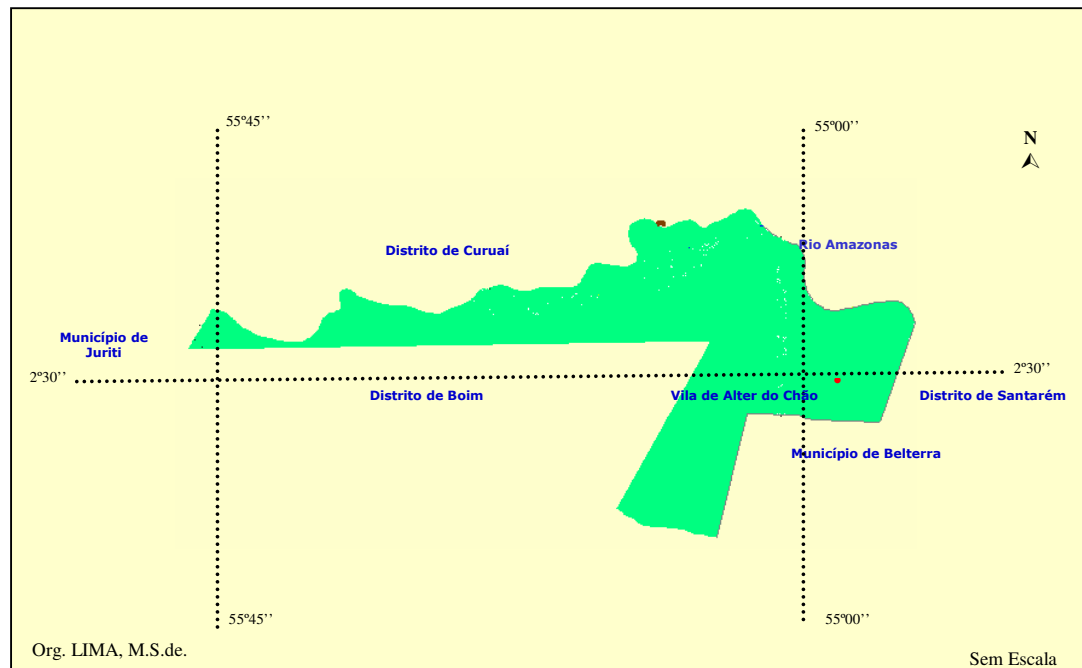 55º45’’
55º00’’
N
Distrito de Curuaí
Rio Amazonas
Município de
Juriti
2º30’’
2º30’’
Distrito de Boim
Vila de Alter do Chão
Distrito de Santarém
Município de Belterra
55º45’’
55º00’’
Org. LIMA, M.S.de.
Sem Escala